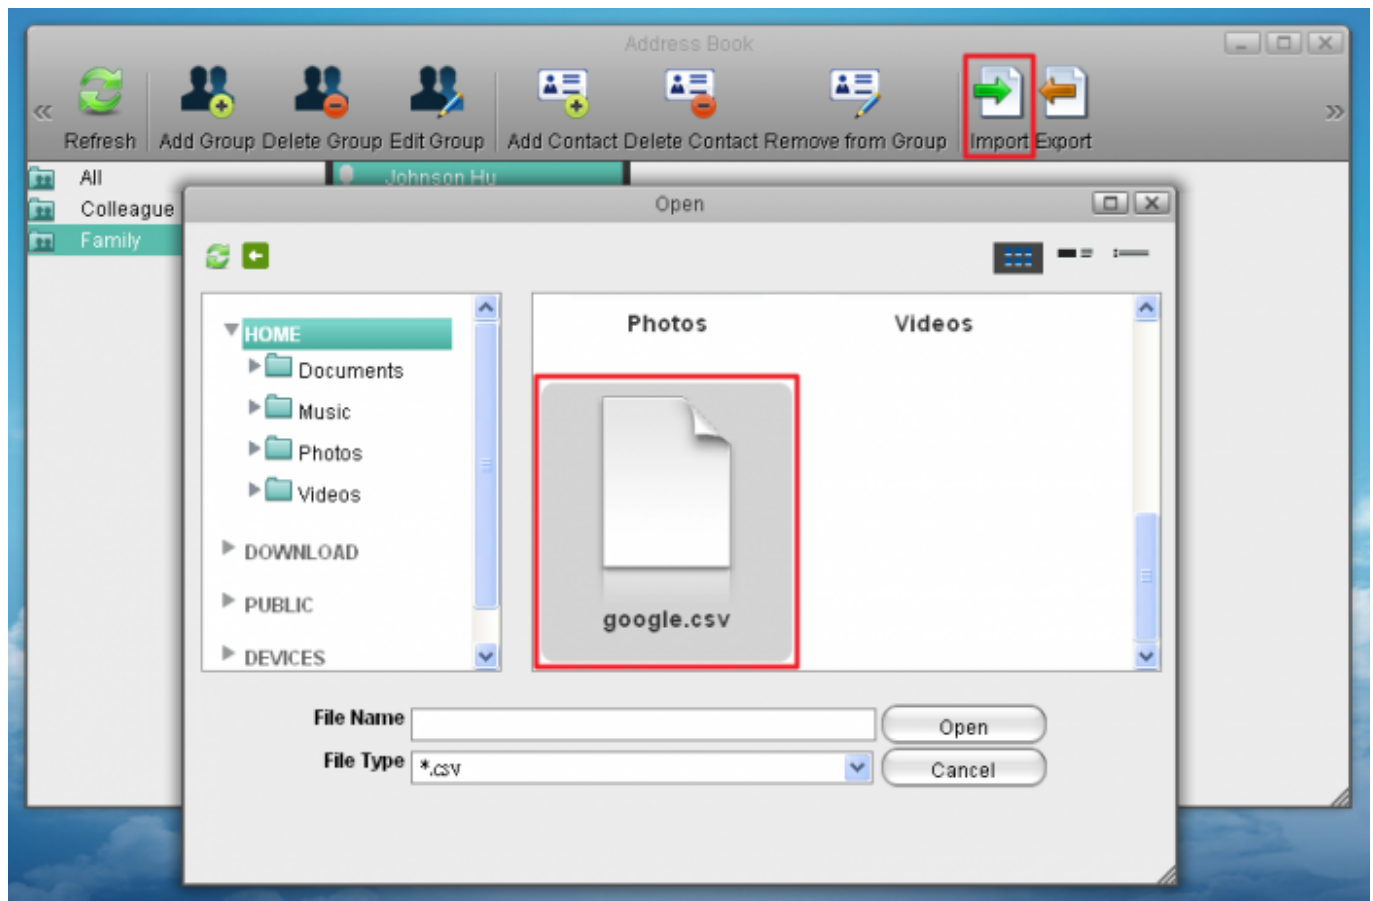 Address Book
Refresh Add Group Delete Group Edit Group Add Contact Delete Contact Remove from Group Import Export
All
Johnson Hu
Colleague
Family
Open
HOME
Documents
Music
Photos
Videos
DOWNLOAD
PUBLIC
DEVICES
Photos Videos
google.csv
File Name
Open
File Type *.csv
Cancel